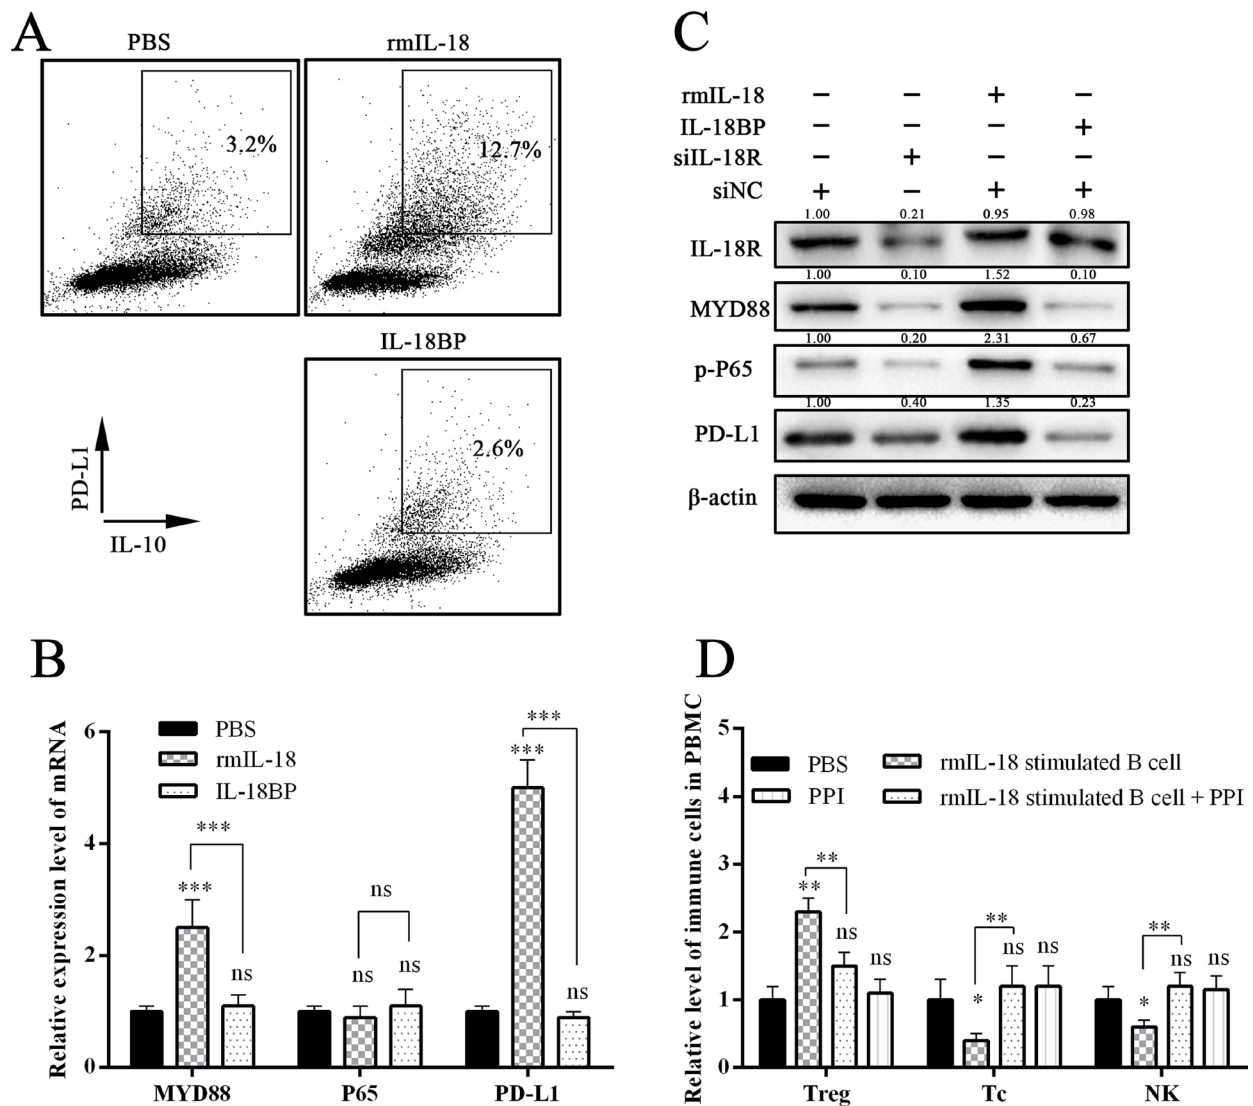 A
PBS
rmIL-18
3.2%
12.7%
IL-18BP
2.6%
PD-L1
IL-10
C
rmIL-18 − − + −
IL-18BP − − − +
siIL-18R − + − −
siNC + − + +
1.00 0.21 0.95 0.98
IL-18R
1.00 0.10 1.52 0.10
MYD88
1.00 0.20 2.31 0.67
p-P65
1.00 0.40 1.35 0.23
PD-L1
β-actin
B
Relative expression level of mRNA
6
4
2
0
PBS
rmIL-18
IL-18BP
***
***
ns
ns
ns
ns
***
***
ns
MYD88 P65 PD-L1
D
Relative level of immune cells in PBMC
5
4
3
2
1
0
PBS
rmIL-18 stimulated B cell
PPI
rmIL-18 stimulated B cell + PPI
**
**
ns
ns
**
*
ns
ns
**
*
ns
ns
Treg Tc NK